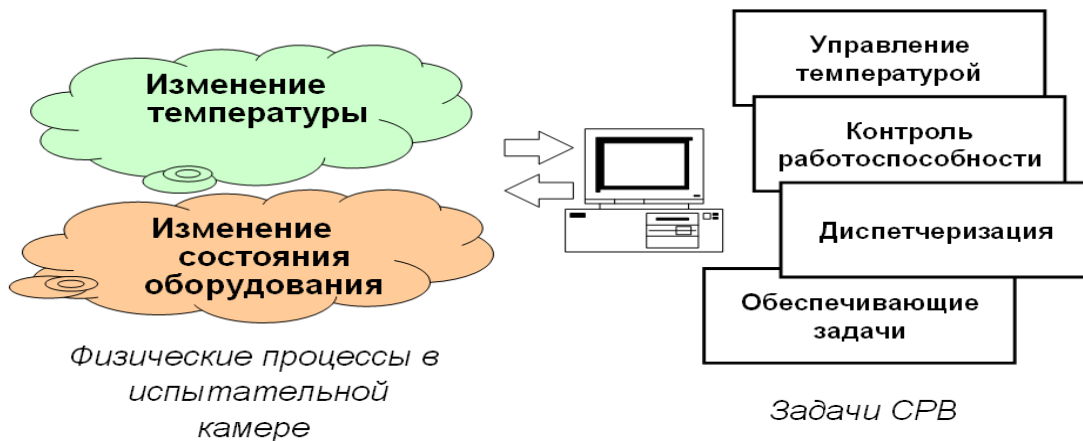 Изменение
температуры
Изменение
состояния
оборудования
Физические процессы в
испытательной
камере
Управление
температурой
Контроль
работоспособности
Диспетчеризация
Обеспечивающие
задачи
Задачи СРВ